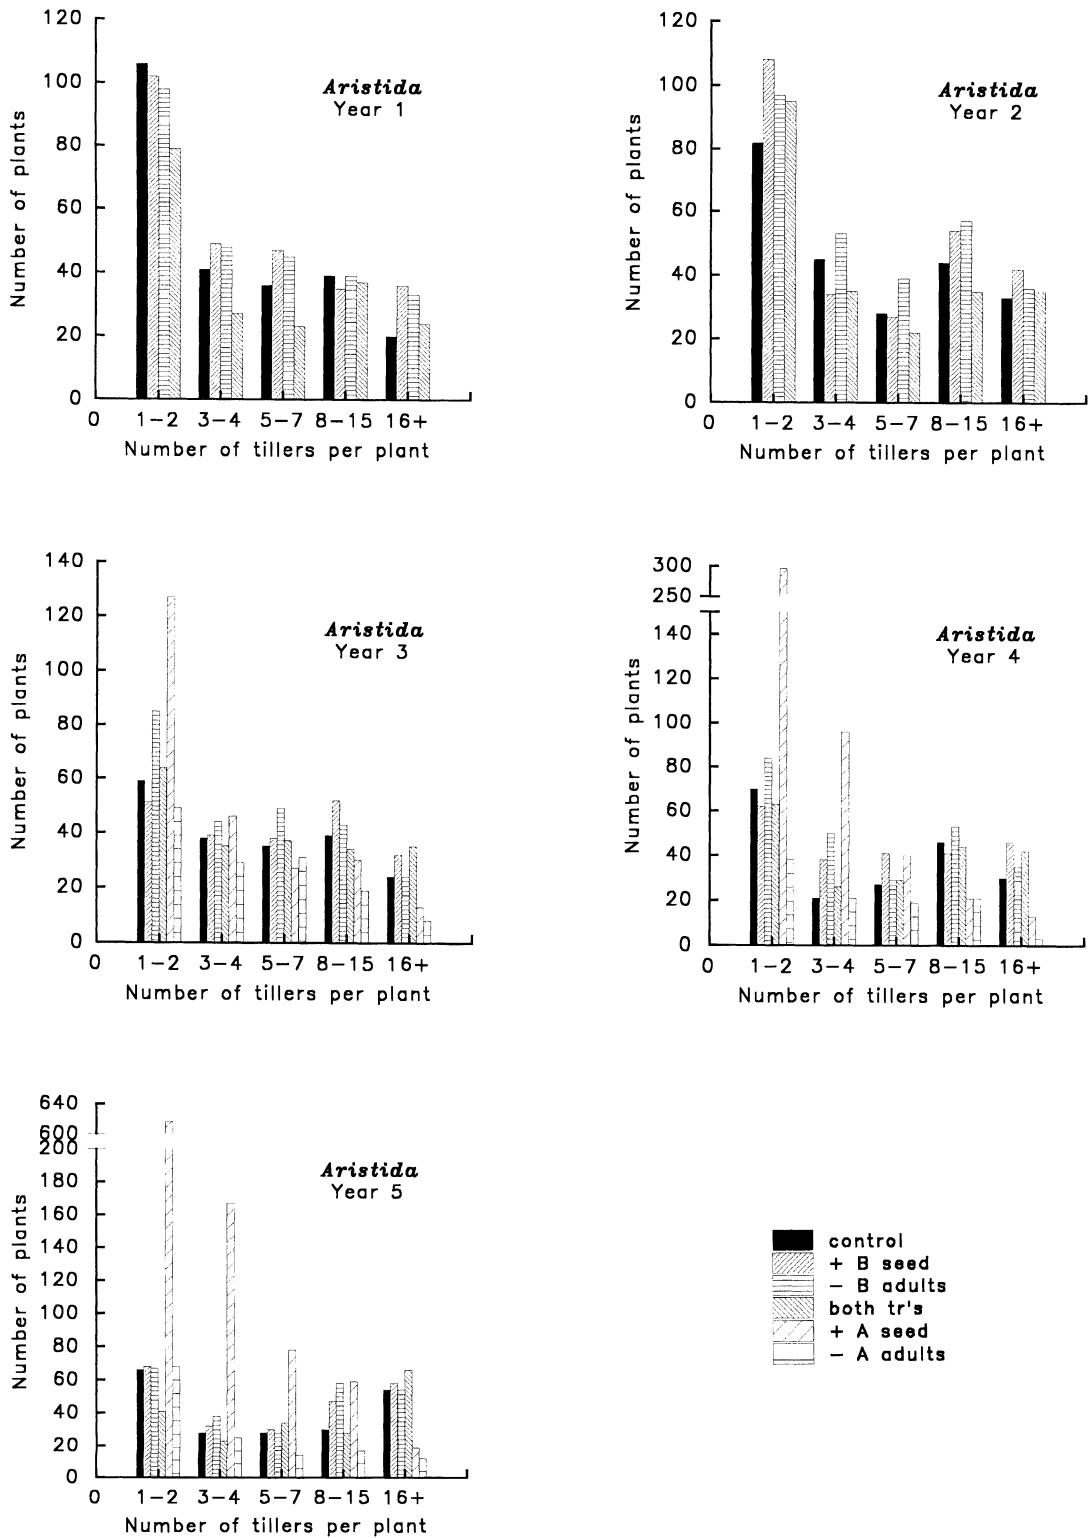 120
100
80
60
40
20
0
Number of plants
Aristida
Year 1
0 1-2 3-4 5-7 8-15 16+
Number of tillers per plant
120
100
80
60
40
20
0
Number of plants
Aristida
Year 2
0 1-2 3-4 5-7 8-15 16+
Number of tillers per plant
140
120
100
80
60
40
20
0
Number of plants
Aristida
Year 3
0 1-2 3-4 5-7 8-15 16+
Number of tillers per plant
300
250
140
120
100
80
60
40
20
0
Number of plants
Aristida
Year 4
0 1-2 3-4 5-7 8-15 16+
Number of tillers per plant
640
600
200
180
160
140
120
100
80
60
40
20
0
Number of plants
Aristida
Year 5
0 1-2 3-4 5-7 8-15 16+
Number of tillers per plant
control
+ B seed
- B adults
both tr's
+ A seed
- A adults